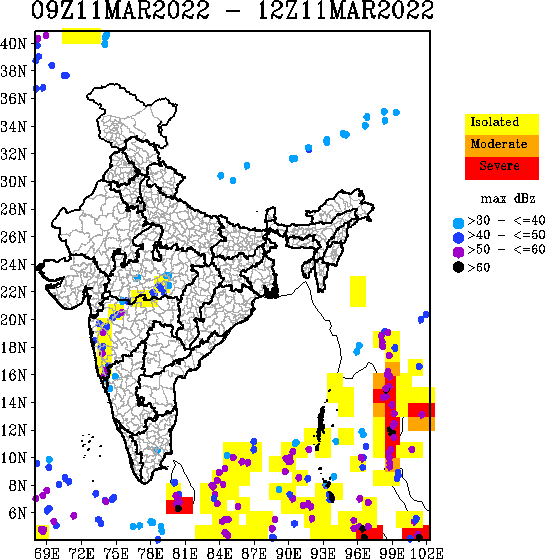 09Z11MAR2022 - 12Z11MAR2022
40N
38N
36N
34N
32N
30N
28N
26N
24N
22N
20N
18N
16N
14N
12N
10N
8N
6N
69E 72E 75E 78E 81E 84E 87E 90E 93E 96E 99E 102E
Isolated
Moderate
Severe
max dBz
>30 - <=40
>40 - <=50
>50 - <=60
>60